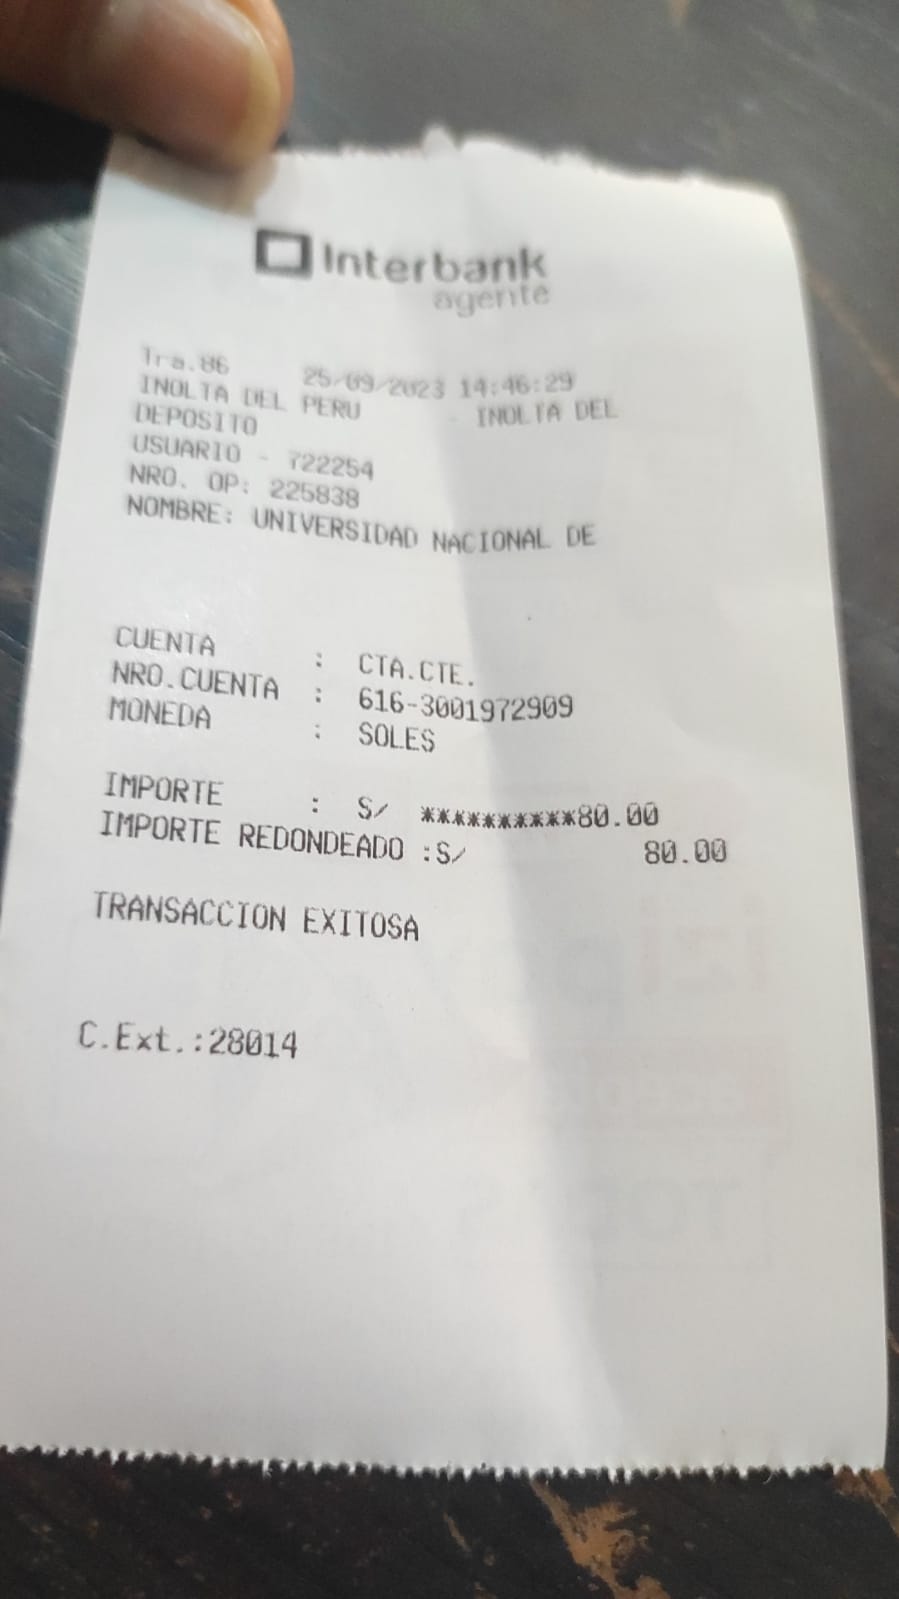 Interbank
agente
Tra.86 25/09/2023 14:46:29
INOLTA DEL PERU - INOLTA DEL
DEPOSITO
USUARIO - 722254
NRO. OP: 225838
NOMBRE: UNIVERSIDAD NACIONAL DE
CUENTA : CTA.CTE.
NRO.CUENTA : 616-3001972909
MONEDA : SOLES
IMPORTE : S/ **********80.00
IMPORTE REDONDEADO :S/ 80.00
TRANSACCION EXITOSA
C.Ext.:28014